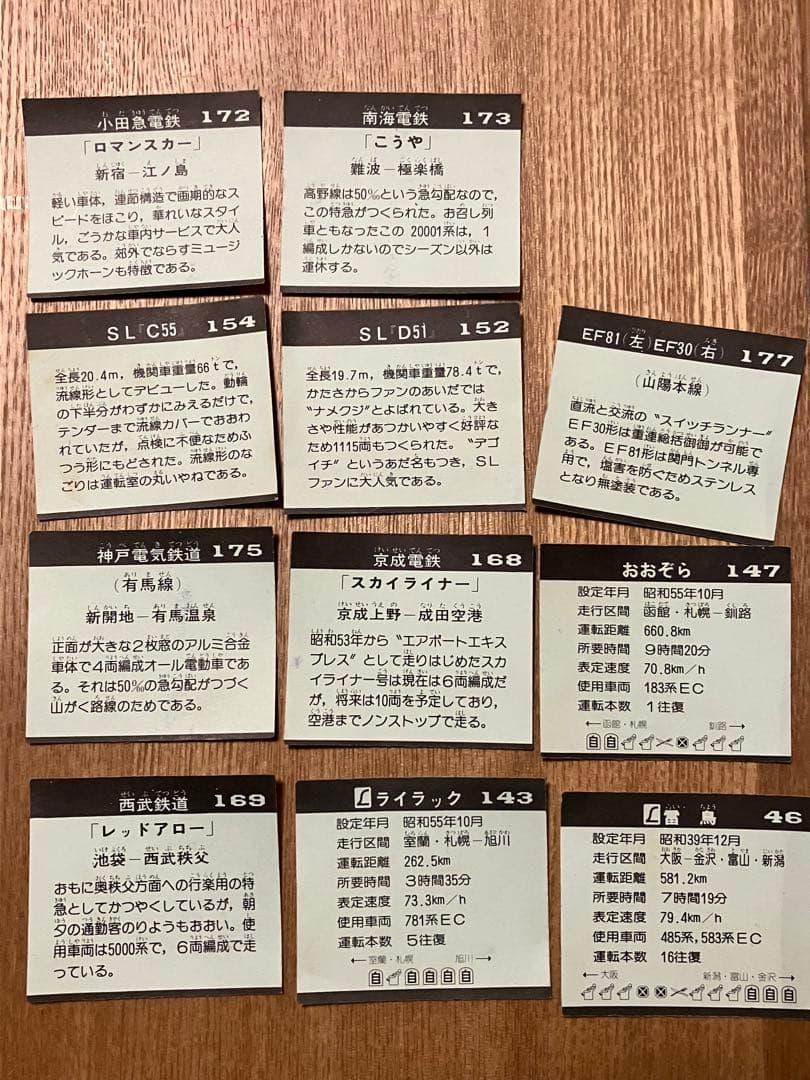 小田急電鉄 172
「ロマンスカー」
新宿－江ノ島
軽い車体，連節構造で画期的なス
ピードをほこり，華れいなスタイ
ル，ごうかな車内サービスで大人
気である。郊外でならすミュージ
ックホーンも特徴である。
南海電鉄 173
「こうや」
難波－極楽橋
高野線は50‰という急勾配なので，
この特急がつくられた。お召し列
車ともなったこの 20001系は，1
編成しかないのでシーズン以外は
運休する。
SL『C55』 154
全長20.4m，機関車重量66tで，
流線形としてデビューした。動輪
の下半分がわずかにみえるだけで，
テンダーまで流線カバーでおおわ
れていたが，点検に不便なためふ
つう形にもどされた。流線形のな
ごりは運転室の丸いやねである。
SL『D51』 152
全長19.7m，機関車重量78.4tで，
かたさからファンのあいだでは
"ナメクジ"とよばれている。大き
さや性能があつかいやすく好評な
ため1115両もつくられた。"デゴ
イチ"というあだ名もつき，SL
ファンに大人気である。
EF81(左)EF30(右) 177
(山陽本線)
直流と交流の"スイッチランナー"
EF30形は重連総括御御が可能で
ある。EF81形は関門トンネル専
用で，塩害を防ぐためステンレス
となり無塗装である。
神戸電気鉄道 175
(有馬線)
新開地－有馬温泉
正面が大きな2枚窓のアルミ合金
車体で4両編成オール電動車であ
る。それは50‰の急勾配がつづく
山がく路線のためである。
京成電鉄 168
「スカイライナー」
京成上野－成田空港
昭和53年から"エアポートエキス
プレス"として走りはじめたスカ
イライナー号は現在は6両編成だ
が，将来は10両を予定しており，
空港までノンストップで走る。
おおぞら 147
設定年月 昭和55年10月
走行区間 函館・札幌－釧路
運転距離 660.8km
所要時間 9時間20分
表定速度 70.8km/h
使用車両 183系EC
運転本数 1往復
←函館・札幌 釧路→
自自
西武鉄道 169
「レッドアロー」
池袋－西武秩父
おもに奥秩父方面への行楽用の特
急としてかつやくしているが，朝
夕の通勤客のりようもおおい。使
用車両は5000系で，6両編成で走
っている。
Lライラック 143
設定年月 昭和55年10月
走行区間 室蘭・札幌－旭川
運転距離 262.5km
所要時間 3時間35分
表定速度 73.3km/h
使用車両 781系EC
運転本数 5往復
←室蘭・札幌 旭川→
自 自自自自
L雷鳥 46
設定年月 昭和39年12月
走行区間 大阪－金沢・富山・新潟
運転距離 581.2km
所要時間 7時間19分
表定速度 79.4km/h
使用車両 485系,583系EC
運転本数 16往復
←大阪 新潟・富山・金沢→
自自自